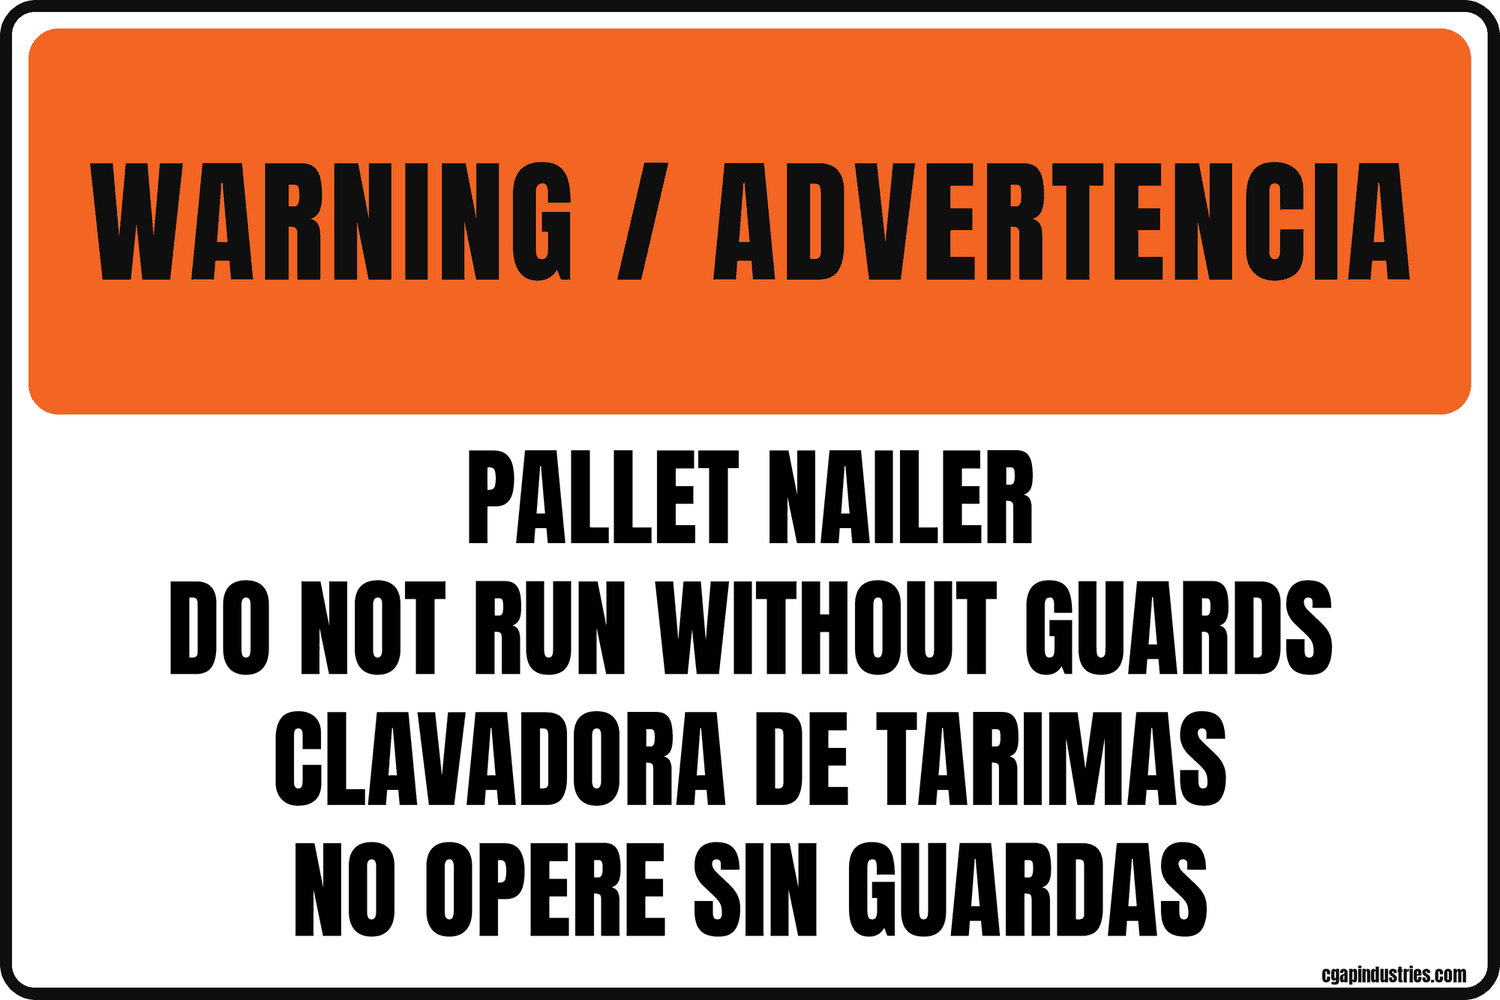 WARNING / ADVERTENCIA
PALLET NAILER
DO NOT RUN WITHOUT GUARDS
CLAVADORA DE TARIMAS
NO OPERE SIN GUARDAS
cgapindustries.com